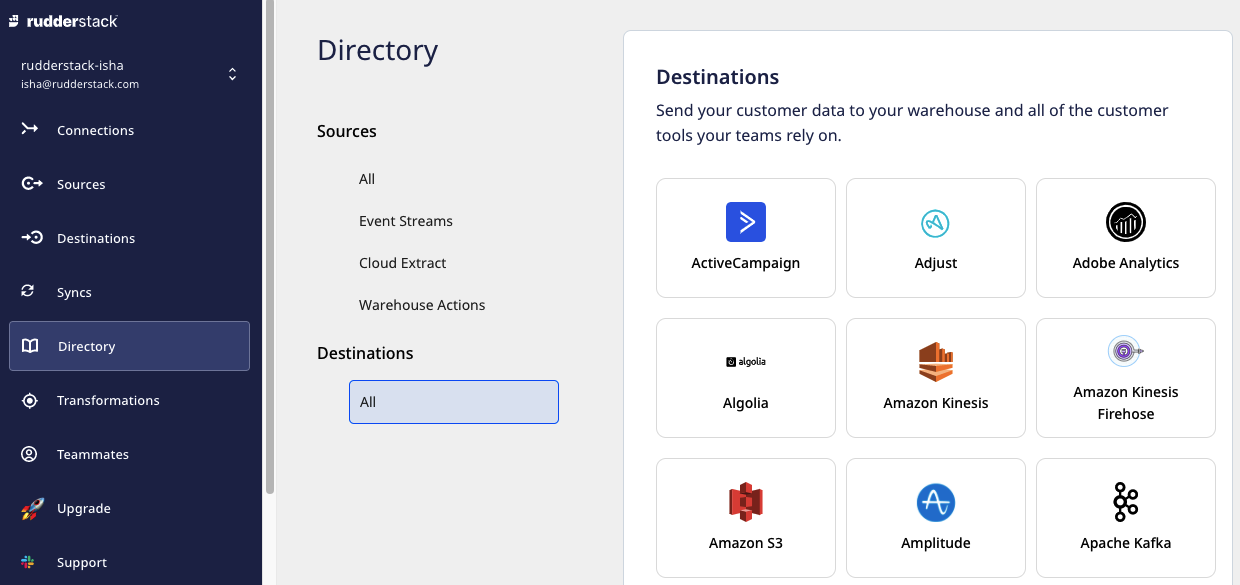 rudderstack
rudderstack-isha
isha@rudderstack.com
Connections
Sources
Destinations
Syncs
Directory
Transformations
Teammates
Upgrade
Support
Directory
Sources
All
Event Streams
Cloud Extract
Warehouse Actions
Destinations
All
Destinations
Send your customer data to your warehouse and all of the customer
tools your teams rely on.
ActiveCampaign
Adjust
Adobe Analytics
algolia
Algolia
Amazon Kinesis
Amazon Kinesis
Firehose
Amazon S3
Amplitude
Apache Kafka